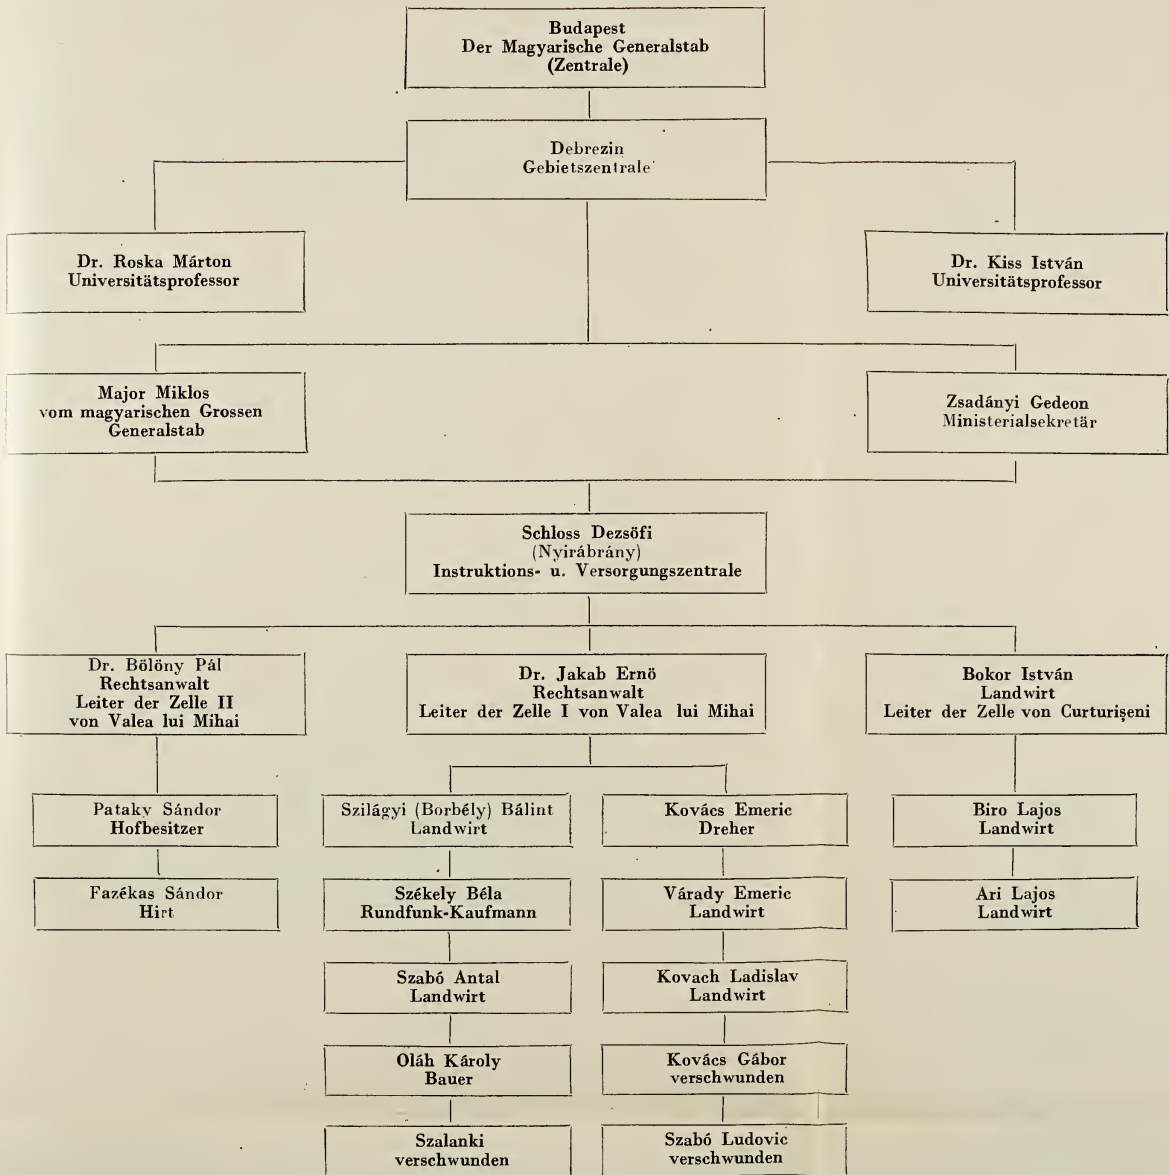 Budapest
Der Magyarische Generalstab
(Zentrale)
Debrezin
Gebietszentrale
Dr. Roska Márton
Universitätsprofessor
Dr. Kiss István
Universitätsprofessor
Major Miklos
vom magyarischen Grossen
Generalstab
Zsadányi Gedeon
Ministerialsekretär
Schloss Dezsöfi
(Nyirábrány)
Instruktions- u. Versorgungszentrale
Dr. Bölöny Pál
Rechtsanwalt
Leiter der Zelle II
von Valea lui Mihai
Dr. Jakab Ernö
Rechtsanwalt
Leiter der Zelle I von Valea lui Mihai
Bokor István
Landwirt
Leiter der Zelle von Curturişeni
Pataky Sándor
Hofbesitzer
Szilágyi (Borbély) Bálint
Landwirt
Kovács Emeric
Dreher
Biro Lajos
Landwirt
Fazékas Sándor
Hirt
Székely Béla
Rundfunk-Kaufmann
Várady Emeric
Landwirt
Ari Lajos
Landwirt
Szabó Antal
Landwirt
Kovach Ladislav
Landwirt
Oláh Károly
Bauer
Kovács Gábor
verschwunden
Szalanki
verschwunden
Szabó Ludovic
verschwunden